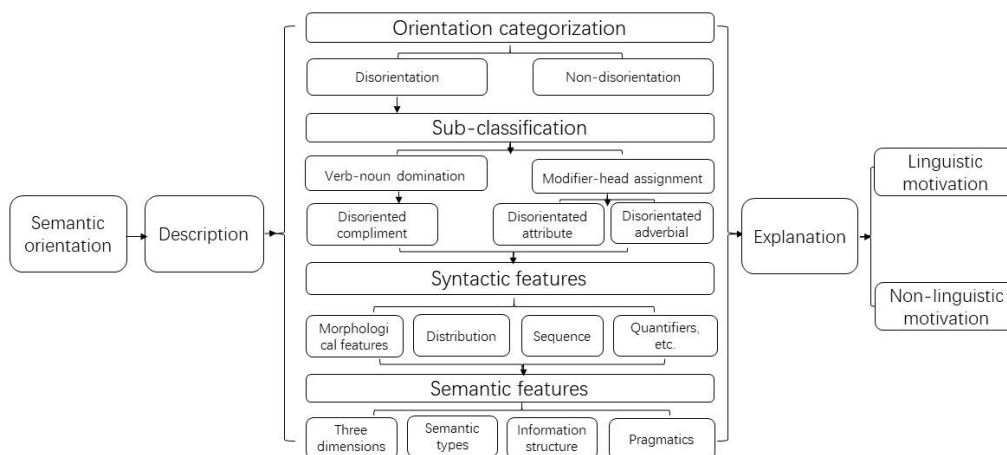 Orientation categorization
Disorientation
Non-disorientation
Sub-classification
Verb-noun domination
Modifier-head assignment
Linguistic
motivation
Semantic
orientation
Description
Disoriented
compliment
Disorientated
attribute
Disorientated
adverbial
Explanation
Syntactic features
Non-linguistic
motivation
Morphologi
cal features
Distribution
Sequence
Quantifiers,
etc.
Semantic features
Three
dimensions
Semantic
types
Information
structure
Pragmatics